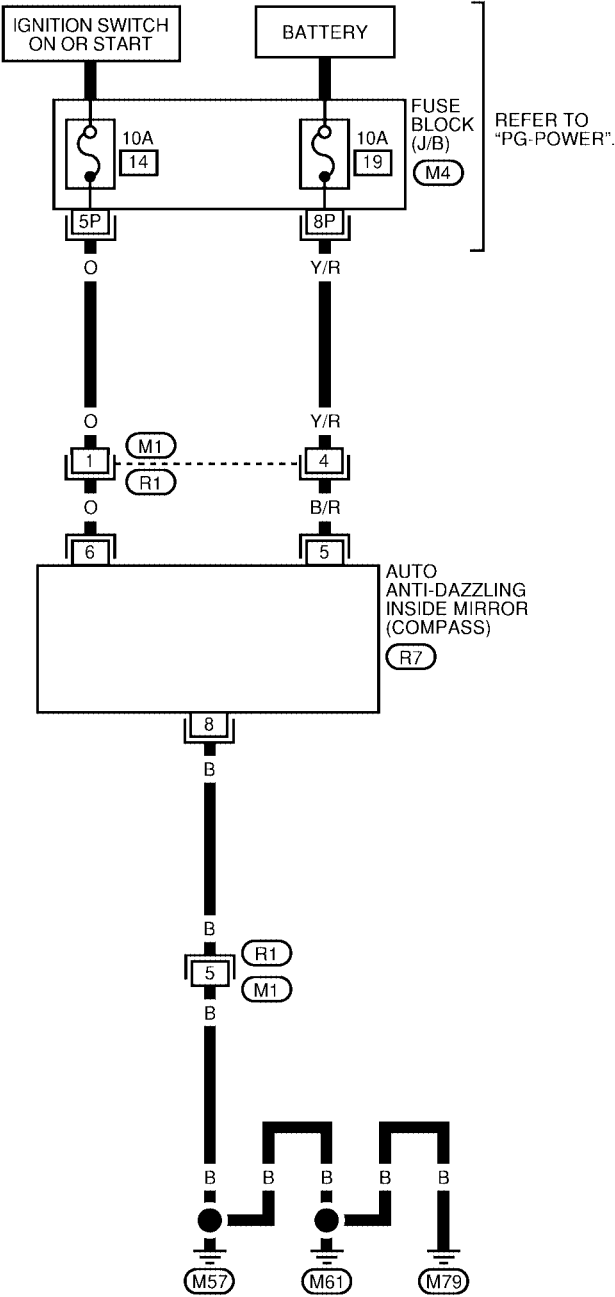 IGNITION SWITCH
ON OR START
BATTERY
FUSE
BLOCK
(J/B)
M4
REFER TO
"PG-POWER".
10A
14
10A
19
5P
8P
O
Y/R
O
Y/R
1
M1
4
R1
O
B/R
6
5
AUTO
ANTI-DAZZLING
INSIDE MIRROR
(COMPASS)
R7
8
B
B
R1
5
M1
B
B
B
B
B
B
M57
M61
M79